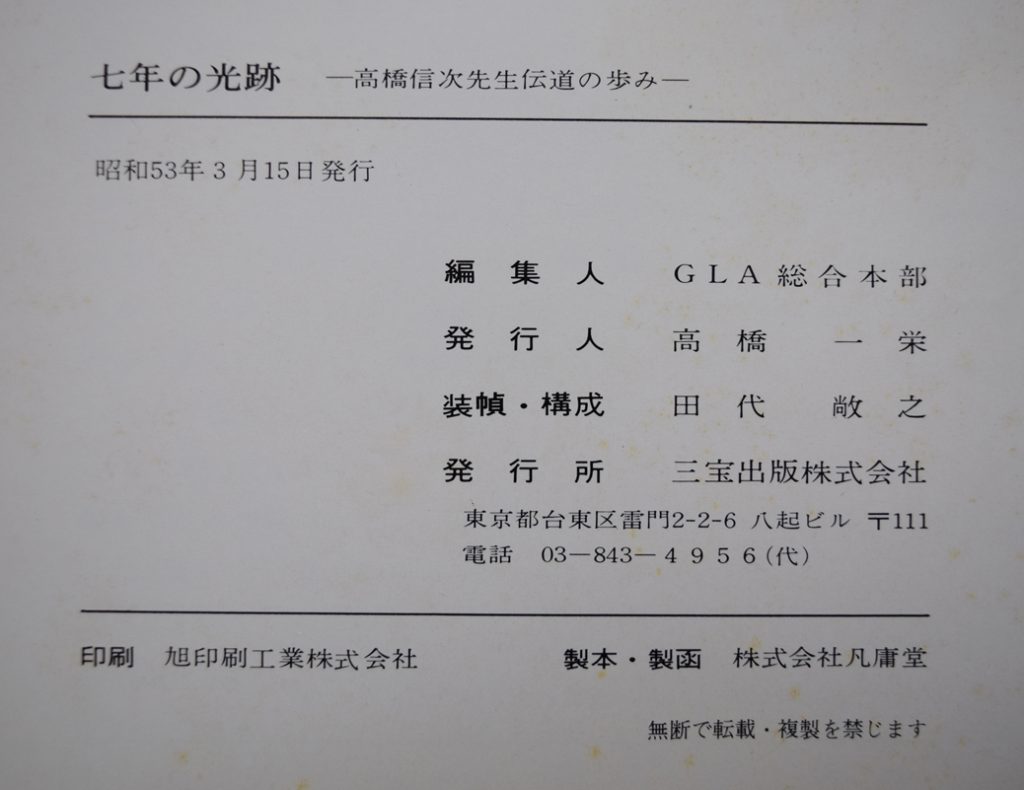 七年の光跡 ―高橋信次先生伝道の歩み―
昭和53年3月15日発行
編集人 GLA総合本部
発行人 高橋一栄
装幀・構成 田代敞之
発行所 三宝出版株式会社
東京都台東区雷門2-2-6 八起ビル 〒111
電話 03―843―4956(代)
印刷 旭印刷工業株式会社 製本・製函 株式会社凡庸堂
無断で転載・複製を禁じます